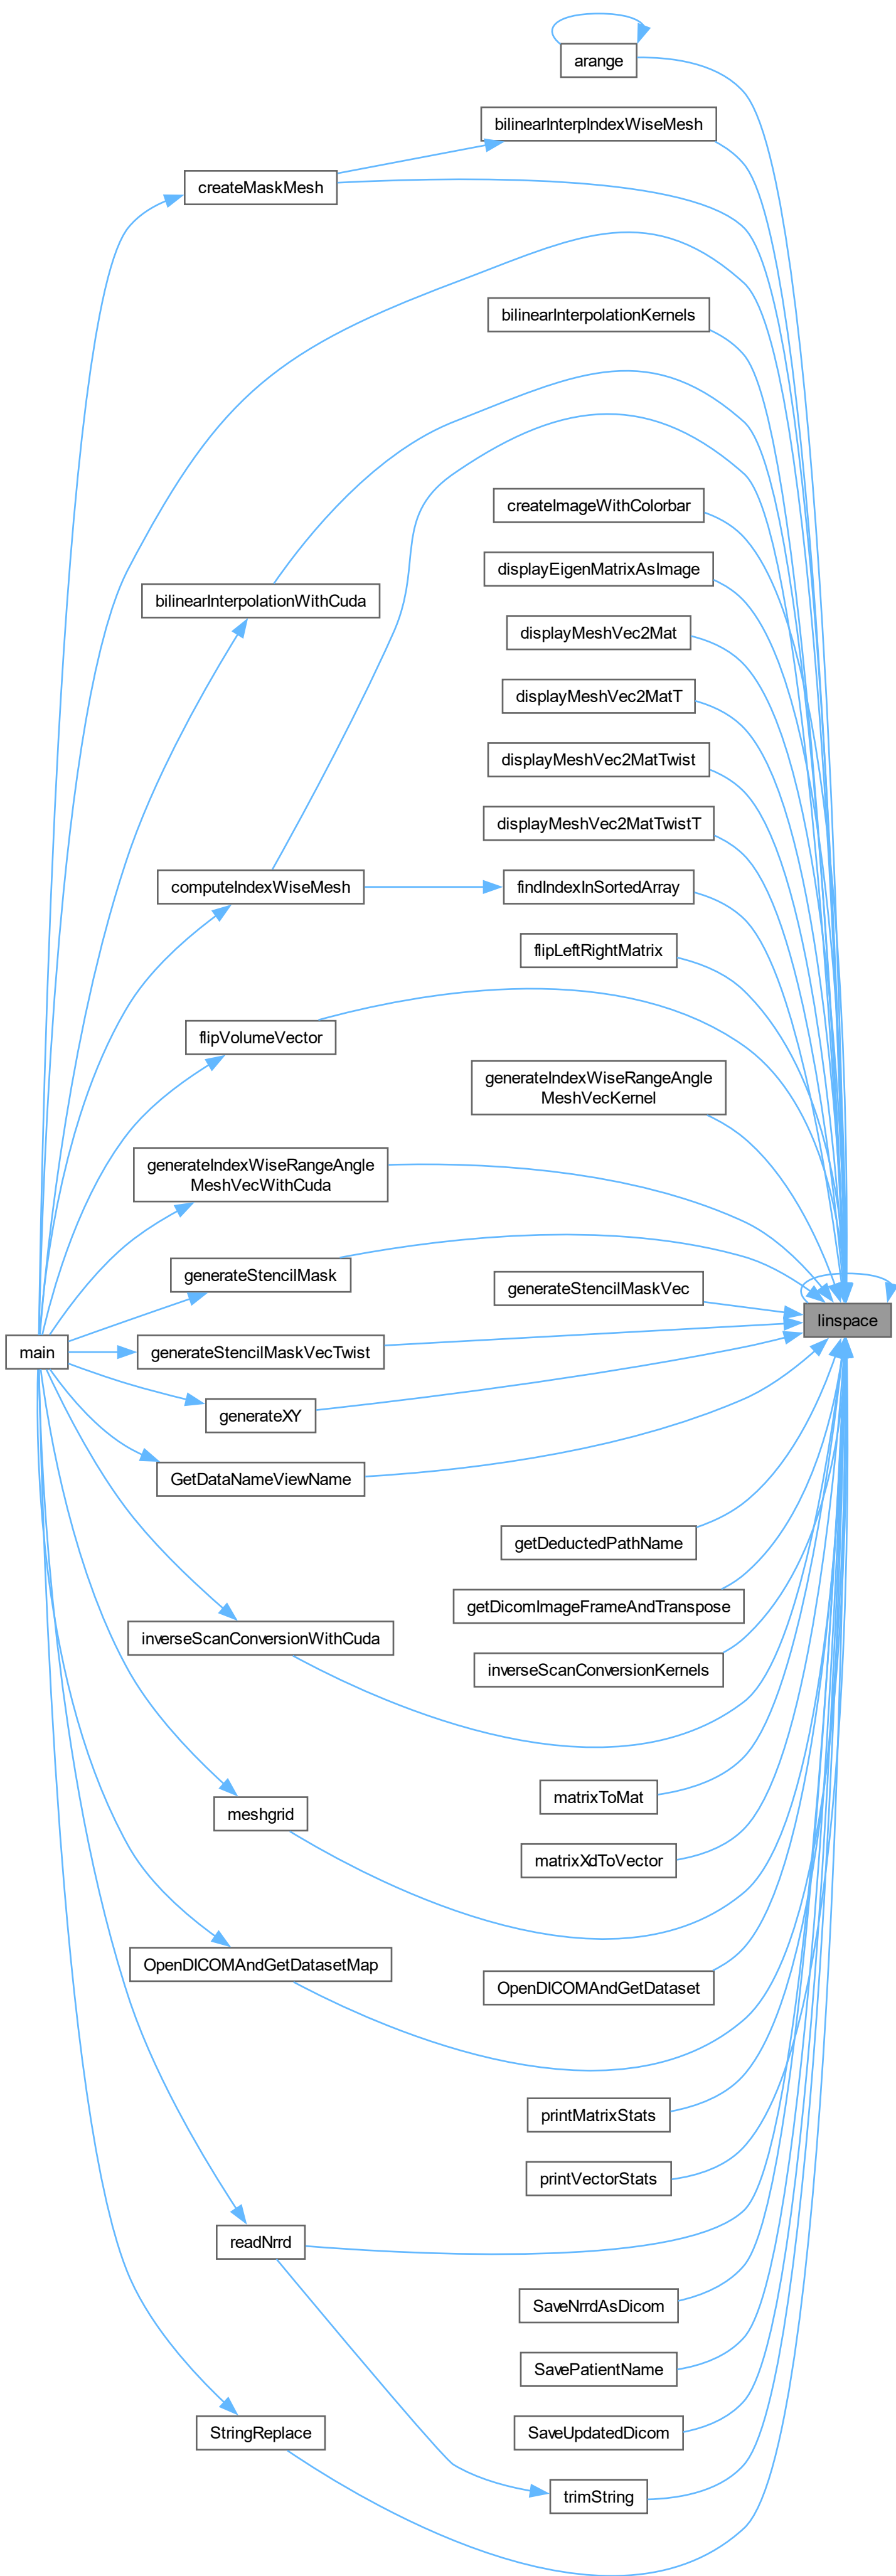 arange
bilinearInterpIndexWiseMesh
createMaskMesh
bilinearInterpolationKernels
createImageWithColorbar
displayEigenMatrixAsImage
bilinearInterpolationWithCuda
displayMeshVec2Mat
displayMeshVec2MatT
displayMeshVec2MatTwist
displayMeshVec2MatTwistT
computeIndexWiseMesh
findIndexInSortedArray
flipLeftRightMatrix
flipVolumeVector
generateIndexWiseRangeAngle
MeshVecKernel
generateIndexWiseRangeAngle
MeshVecWithCuda
generateStencilMask
generateStencilMaskVec
linspace
main
generateStencilMaskVecTwist
generateXY
GetDataNameViewName
getDeductedPathName
getDicomImageFrameAndTranspose
inverseScanConversionWithCuda
inverseScanConversionKernels
matrixToMat
meshgrid
matrixXdToVector
OpenDICOMAndGetDatasetMap
OpenDICOMAndGetDataset
printMatrixStats
printVectorStats
readNrrd
SaveNrrdAsDicom
SavePatientName
StringReplace
SaveUpdatedDicom
trimString